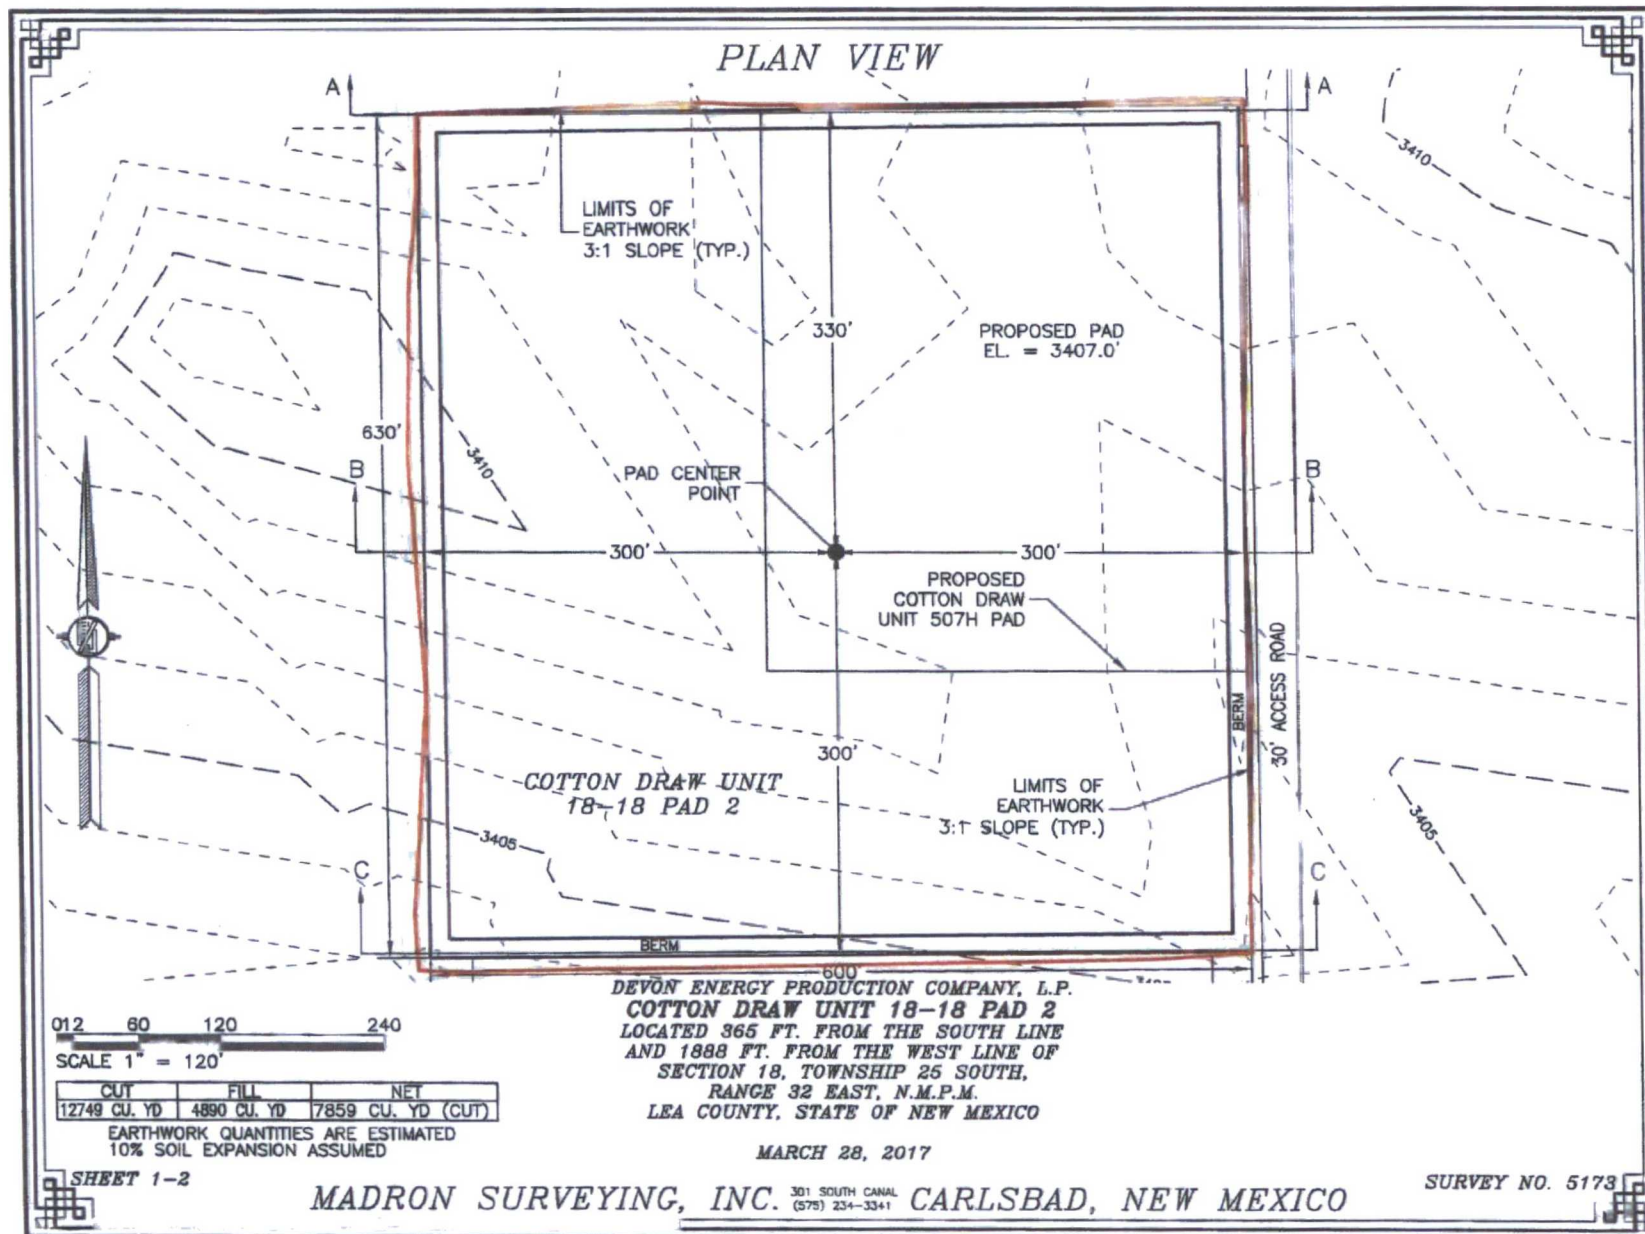 PLAN VIEW
A
A
3410
LIMITS OF
EARTHWORK
3:1 SLOPE (TYP.)
330'
PROPOSED PAD
EL. = 3407.0'
630'
3410
B
B
PAD CENTER
POINT
300'
300'
PROPOSED
COTTON DRAW
UNIT 507H PAD
BERM
30' ACCESS ROAD
300'
COTTON DRAW UNIT
18-18 PAD 2
LIMITS OF
EARTHWORK
3:1 SLOPE (TYP.)
3405
3405
C
C
BERM
600'
DEVON ENERGY PRODUCTION COMPANY, L.P.
COTTON DRAW UNIT 18-18 PAD 2
LOCATED 365 FT. FROM THE SOUTH LINE
AND 1888 FT. FROM THE WEST LINE OF
SECTION 18, TOWNSHIP 25 SOUTH,
RANGE 32 EAST, N.M.P.M.
LEA COUNTY, STATE OF NEW MEXICO
MARCH 28, 2017
012 60 120 240
SCALE 1" = 120'
CUT FILL NET
12749 CU. YD 4890 CU. YD 7859 CU. YD (CUT)
EARTHWORK QUANTITIES ARE ESTIMATED
10% SOIL EXPANSION ASSUMED
SHEET 1-2
SURVEY NO. 5173
MADRON SURVEYING, INC. 301 SOUTH CANAL (575) 234-3341 CARLSBAD, NEW MEXICO